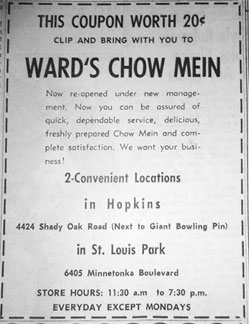 THIS COUPON WORTH 20¢
CLIP AND BRING WITH YOU TO
WARD'S CHOW MEIN
Now re-opened under new manage-
ment. Now you can be assured of
quick, dependable service, delicious,
freshly prepared Chow Mein and com-
plete satisfaction. We want your busi-
ness!
2-Convenient Locations
in Hopkins
4424 Shady Oak Road (Next to Giant Bowling Pin)
in St. Louis Park
6405 Minnetonka Boulevard
STORE HOURS: 11:30 a.m to 7:30 p.m.
EVERYDAY EXCEPT MONDAYS